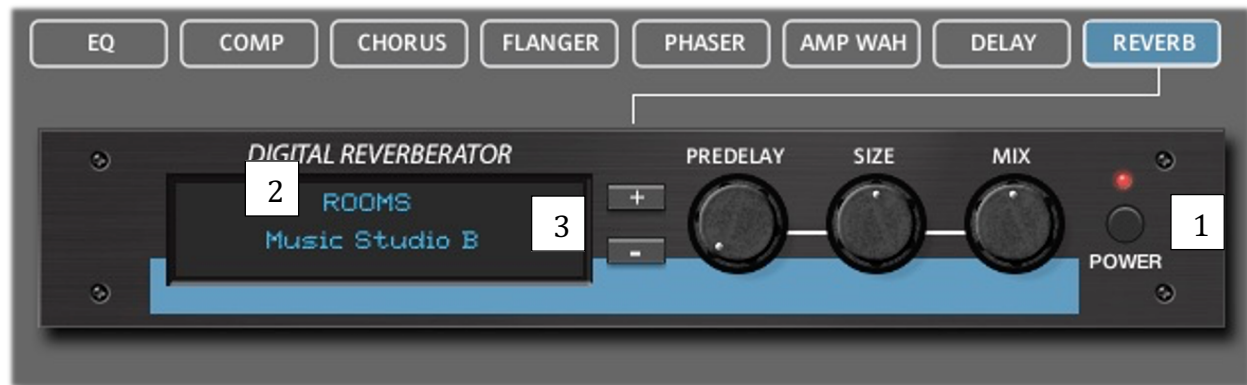 EQ COMP CHORUS FLANGER PHASER AMP WAH DELAY REVERB
DIGITAL REVERBERATOR PREDELAY SIZE MIX
2
ROOMS
3
+
1
Music Studio B
-
POWER